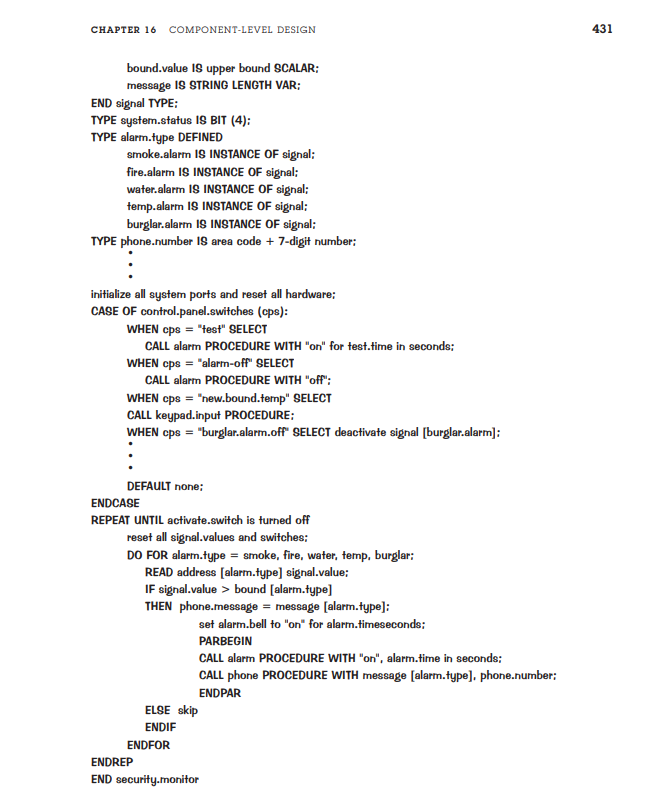 CHAPTER 16 COMPONENT-LEVEL DESIGN 431
bound.value IS upper bound SCALAR;
message IS STRING LENGTH VAR;
END signal TYPE;
TYPE system.status IS BIT (4);
TYPE alarm.type DEFINED
smoke.alarm IS INSTANCE OF signal;
fire.alarm IS INSTANCE OF signal;
water.alarm IS INSTANCE OF signal;
temp.alarm IS INSTANCE OF signal;
burglar.alarm IS INSTANCE OF signal;
TYPE phone.number IS area code + 7-digit number;
•
•
•
initialize all system ports and reset all hardware;
CASE OF control.panel.switches (cps):
WHEN cps = "test" SELECT
CALL alarm PROCEDURE WITH "on" for test.time in seconds;
WHEN cps = "alarm-off" SELECT
CALL alarm PROCEDURE WITH "off";
WHEN cps = "new.bound.temp" SELECT
CALL keypad.input PROCEDURE;
WHEN cps = "burglar.alarm.off" SELECT deactivate signal [burglar.alarm];
•
•
•
DEFAULT none;
ENDCASE
REPEAT UNTIL activate.switch is turned off
reset all signal.values and switches;
DO FOR alarm.type = smoke, fire, water, temp, burglar;
READ address [alarm.type] signal.value;
IF signal.value > bound [alarm.type]
THEN phone.message = message [alarm.type];
set alarm.bell to "on" for alarm.timeseconds;
PARBEGIN
CALL alarm PROCEDURE WITH "on", alarm.time in seconds;
CALL phone PROCEDURE WITH message [alarm.type], phone.number;
ENDPAR
ELSE skip
ENDIF
ENDFOR
ENDREP
END security.monitor